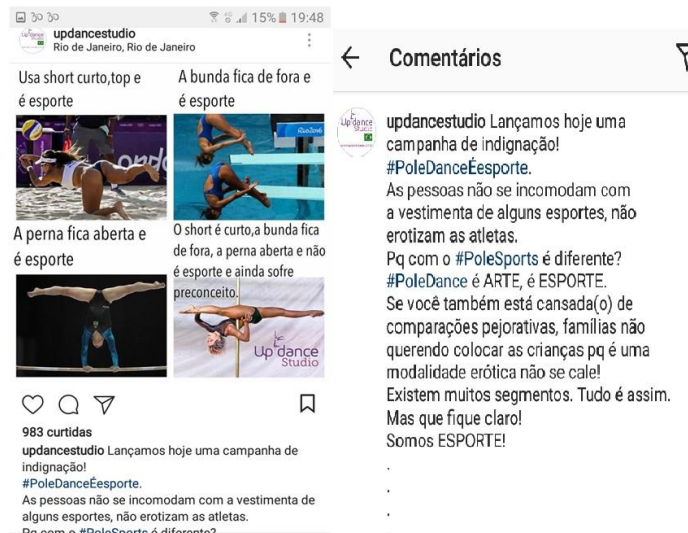 15% 19:48
updancestudio
Rio de Janeiro, Rio de Janeiro
Usa short curto,top e
é esporte
A bunda fica de fora e
é esporte
Rio2016
A perna fica aberta e
é esporte
O short é curto,a bunda
fica de fora, a perna aberta e não
é esporte e ainda sofre
preconceito.
Up dance
Studio
983 curtidas
updancestudio Lançamos hoje uma campanha de
indignação!
#PoleDanceÉesporte.
As pessoas não se incomodam com a vestimenta de
alguns esportes, não erotizam as atletas.
Pq com o #PoleSports é diferente?
Comentários
Up dance
Studio
updancestudio Lançamos hoje uma
campanha de indignação!
#PoleDanceÉesporte.
As pessoas não se incomodam com
a vestimenta de alguns esportes, não
erotizam as atletas.
Pq com o #PoleSports é diferente?
#PoleDance é ARTE, é ESPORTE.
Se você também está cansada(o) de
comparações pejorativas, famílias não
querendo colocar as crianças pq é uma
modalidade erótica não se cale!
Existem muitos segmentos. Tudo é assim.
Mas que fique claro!
Somos ESPORTE!
.
.
.